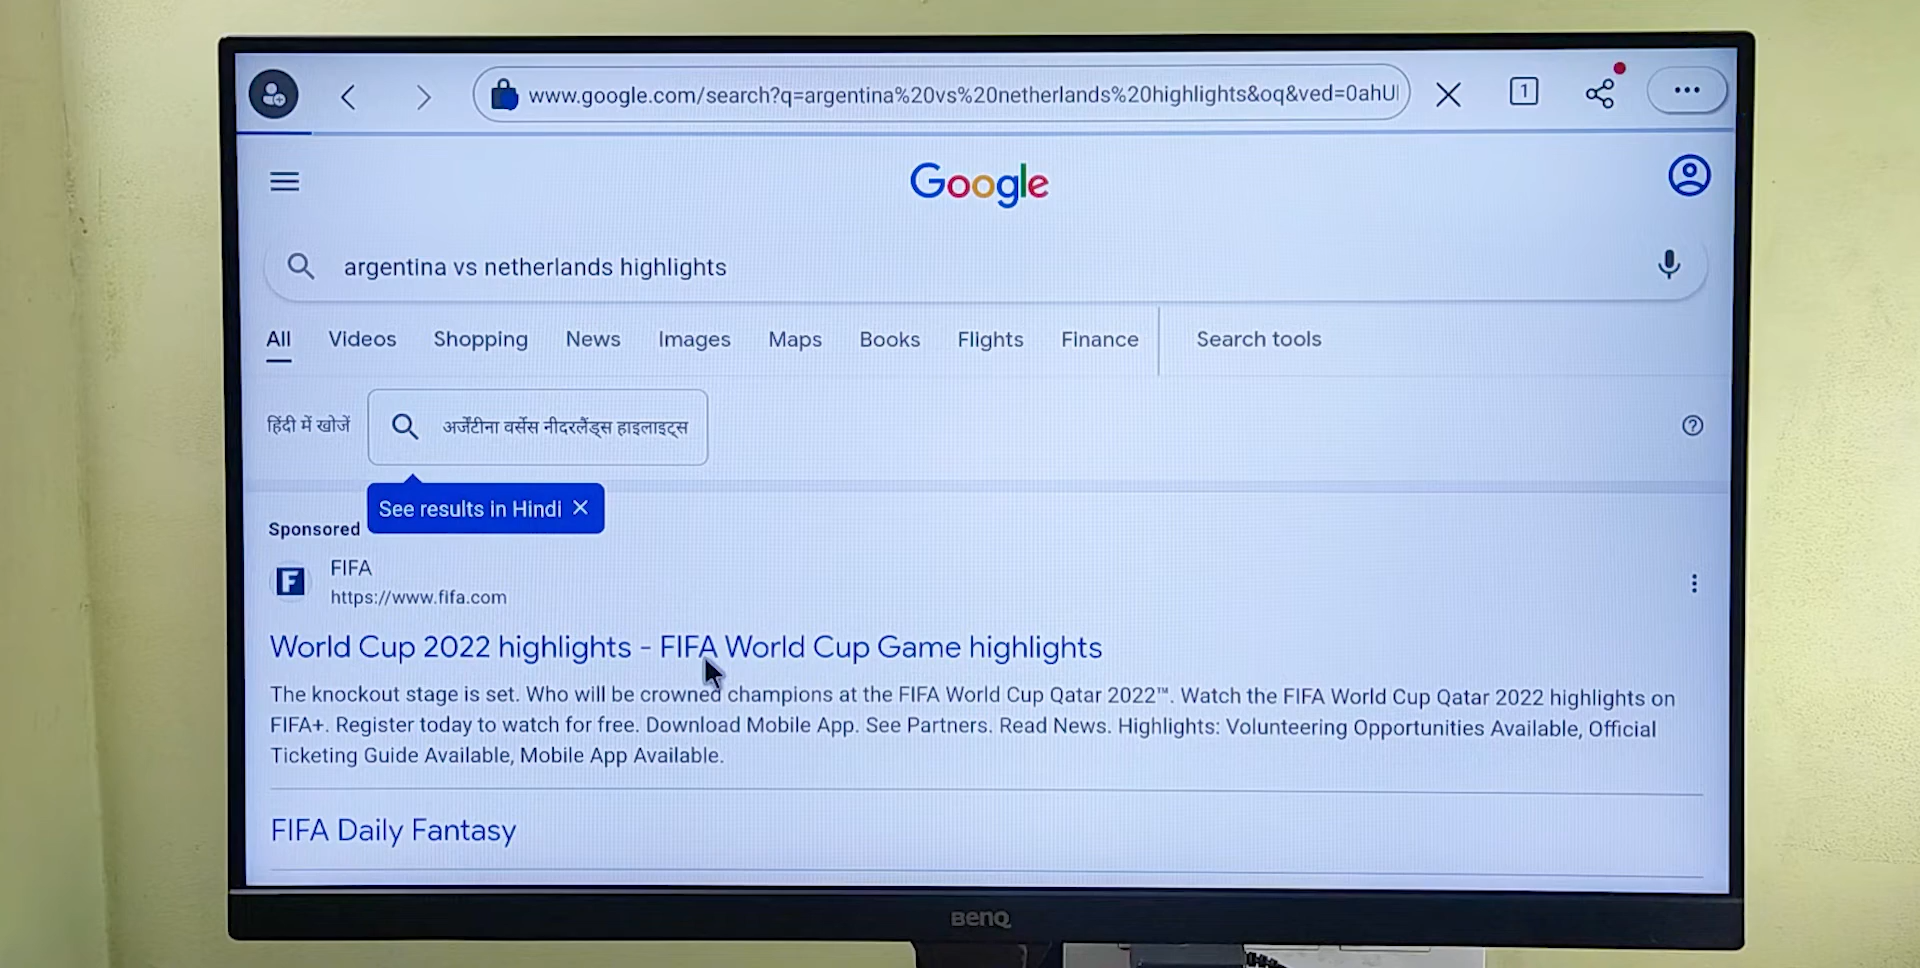 www.google.com/search?q=argentina%20vs%20netherlands%20highlights&oq&ved=0ahU
1
Google
argentina vs netherlands highlights
All Videos Shopping News Images Maps Books Flights Finance Search tools
हिंदी में खोजें अर्जेंटीना वर्सेस नीदरलैंड्स हाइलाइट्स
See results in Hindi
Sponsored
FIFA
F
https://www.fifa.com
World Cup 2022 highlights - FIFA World Cup Game highlights
The knockout stage is set. Who will be crowned champions at the FIFA World Cup Qatar 2022™. Watch the FIFA World Cup Qatar 2022 highlights on
FIFA+. Register today to watch for free. Download Mobile App. See Partners. Read News. Highlights: Volunteering Opportunities Available, Official
Ticketing Guide Available, Mobile App Available.
FIFA Daily Fantasy
BenQ